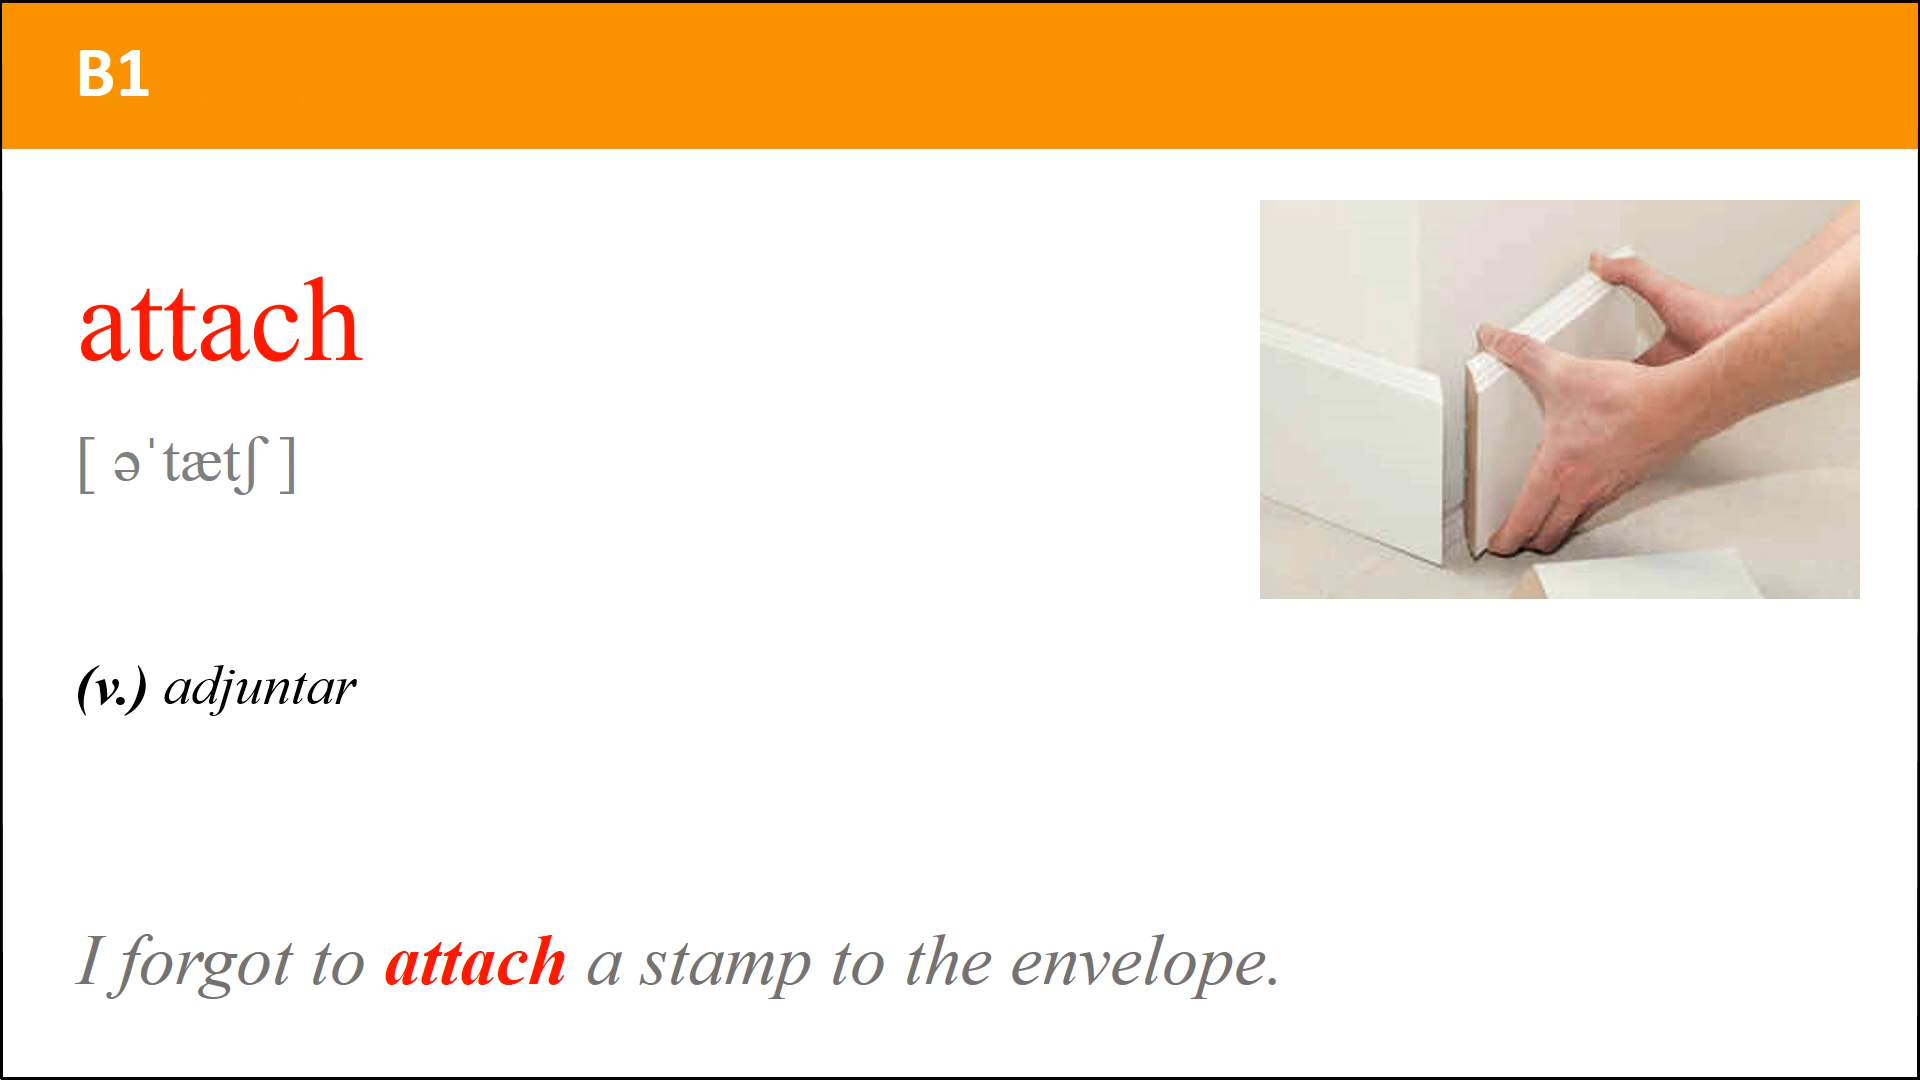 B1
attach
[ əˈtætʃ ]
(v.) adjuntar
I forgot to attach a stamp to the envelope.